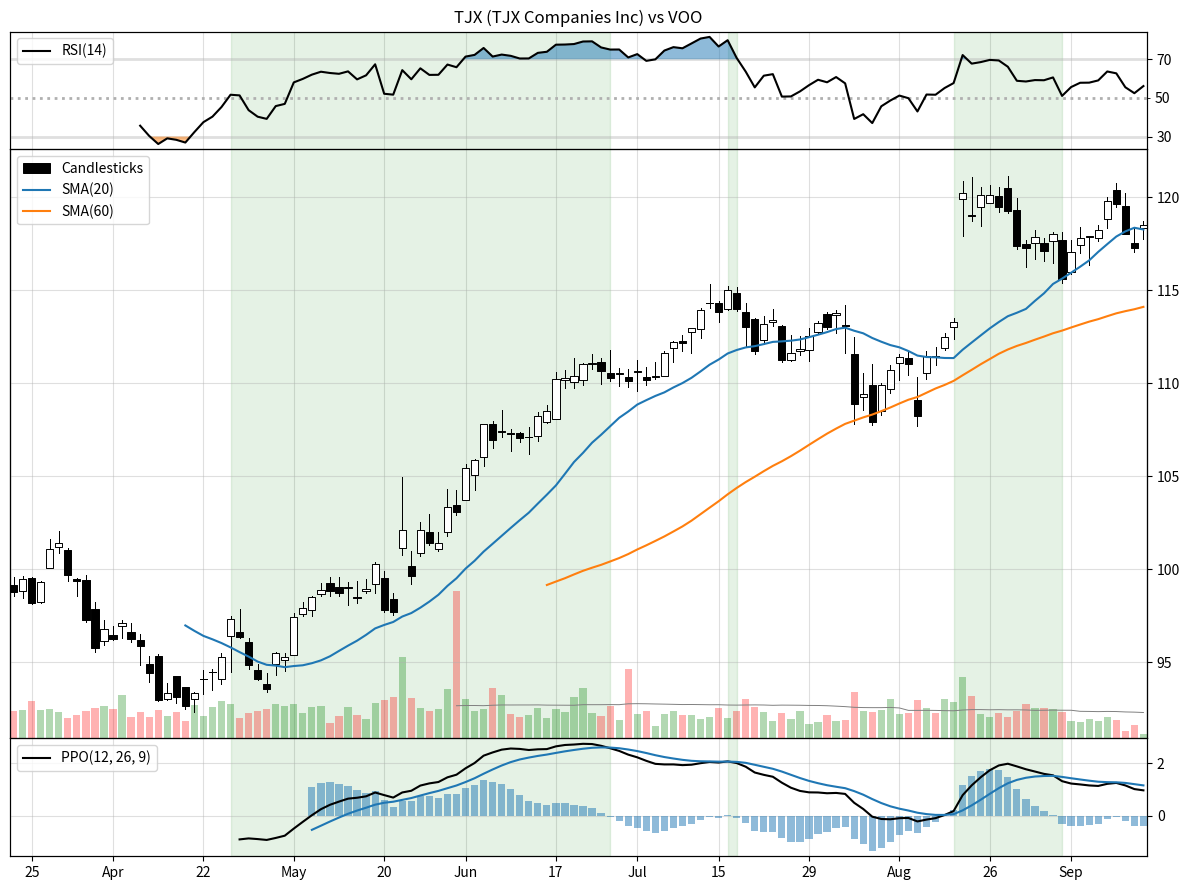 TJX (TJX Companies Inc) vs VOO
RSI(14)
70
50
30
Candlesticks
SMA(20)
SMA(60)
120
115
110
105
100
95
PPO(12, 26, 9)
2
0
25 Apr 22 May 20 Jun 17 Jul 15 29 Aug 26 Sep